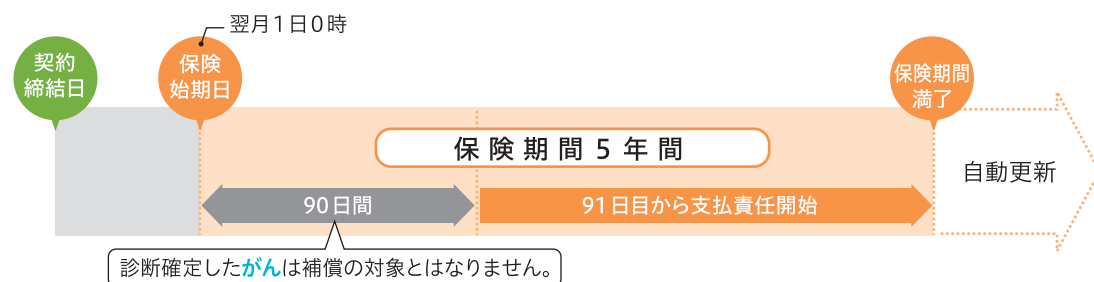 翌月1日0時
契約
締結日
保険
始期日
保険期間
満了
保険期間5年間
自動更新
90日間
91日目から支払責任開始
診断確定したがんは補償の対象とはなりません。